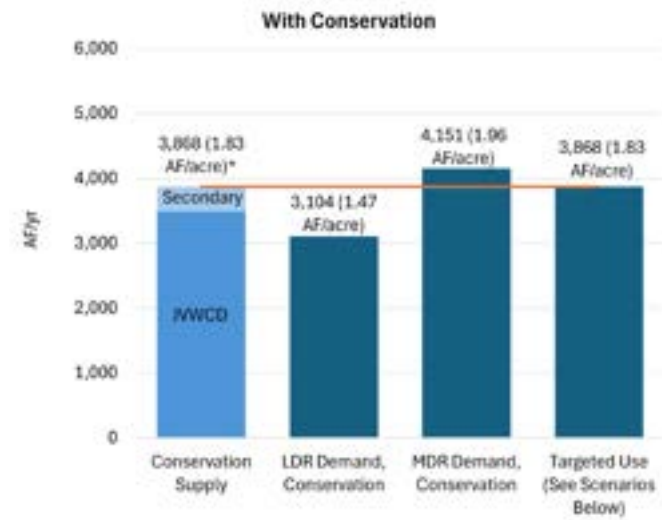 With Conservation
6,000
5,000
4,000
3,000
2,000
1,000
0
AF/yr
3,868 (1.83
AF/acre)*
Secondary
JVWCD
3,104 (1.47
AF/acre)
4,151 (1.96
AF/acre)
3,868 (1.83
AF/acre)
Conservation
Supply
LDR Demand,
Conservation
MDR Demand,
Conservation
Targeted Use
(See Scenarios
Below)